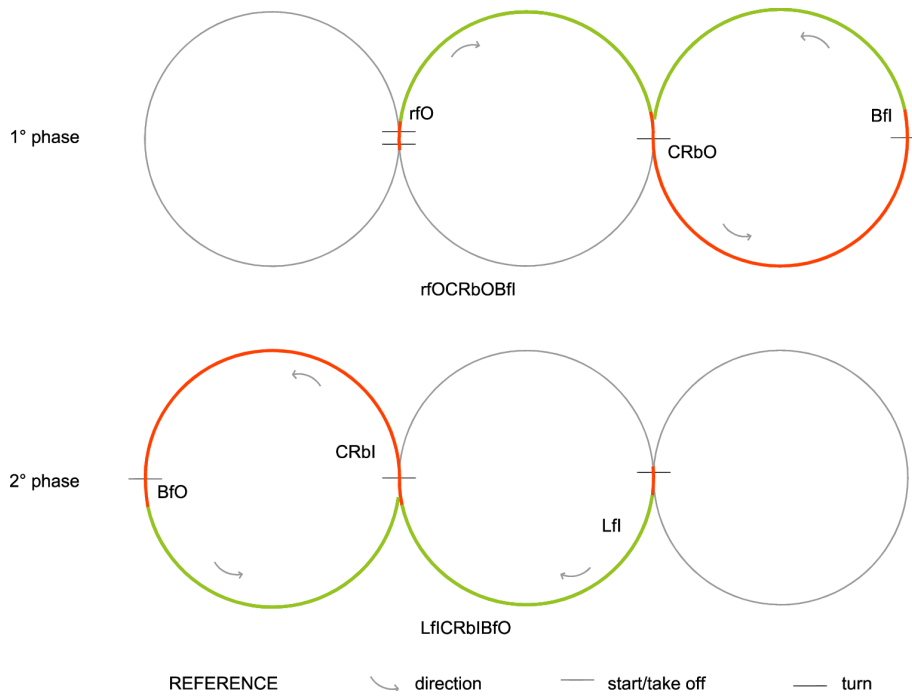 rfO
BfI
1° phase
CRbO
rfOCRbOBfI
CRbI
2° phase
BfO
LfI
LfICRbIBfO
REFERENCE direction start/take off turn